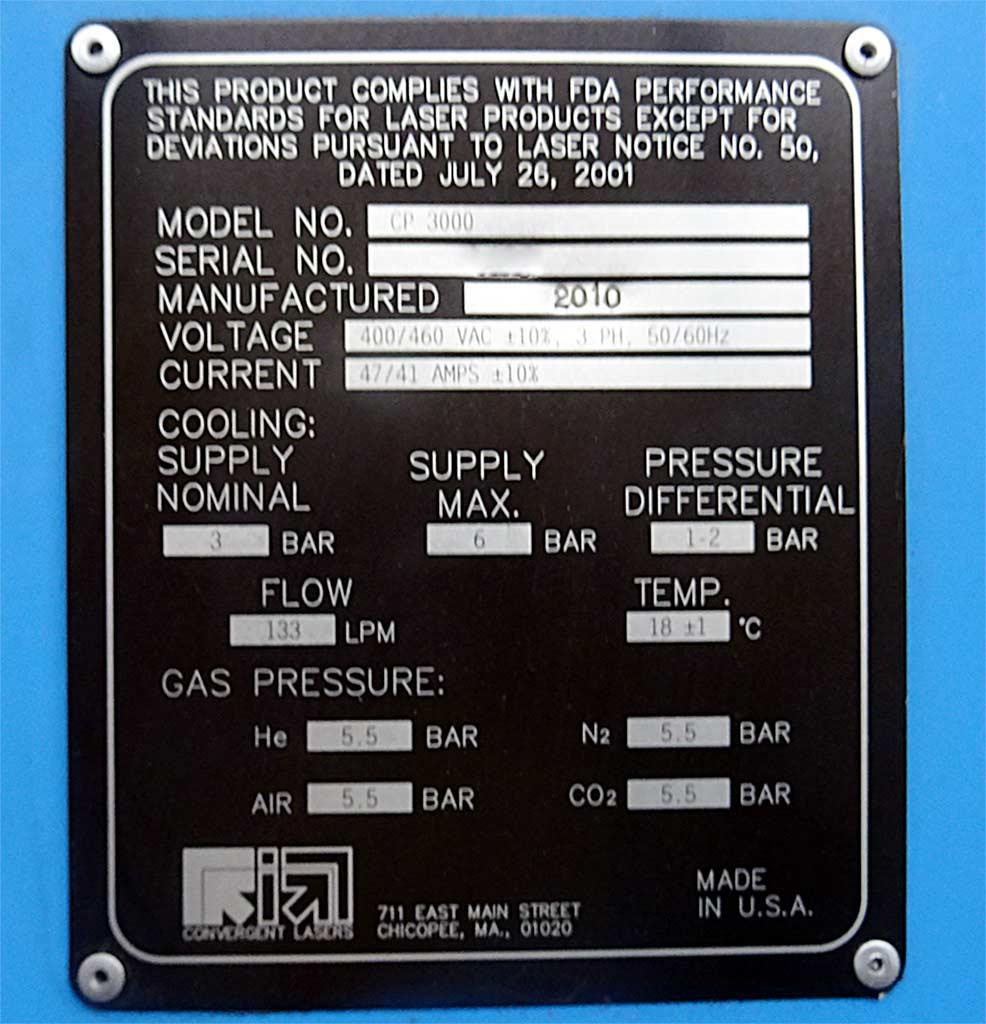 THIS PRODUCT COMPLIES WITH FDA PERFORMANCE
STANDARDS FOR LASER PRODUCTS EXCEPT FOR
DEVIATIONS PURSUANT TO LASER NOTICE NO. 50,
DATED JULY 26, 2001
MODEL NO. CP 3000
SERIAL NO.
MANUFACTURED 2010
VOLTAGE 400/460 VAC ±10%, 3 PH, 50/60Hz
CURRENT 47/41 AMPS ±10%
COOLING:
SUPPLY NOMINAL 3 BAR
SUPPLY MAX. 6 BAR
PRESSURE DIFFERENTIAL 1-2 BAR
FLOW 133 LPM
TEMP. 18 ±1 °C
GAS PRESSURE:
He 5.5 BAR
N2 5.5 BAR
AIR 5.5 BAR
CO2 5.5 BAR
CONVERGENT LASERS
711 EAST MAIN STREET
CHICOPEE, MA., 01020
MADE
IN U.S.A.